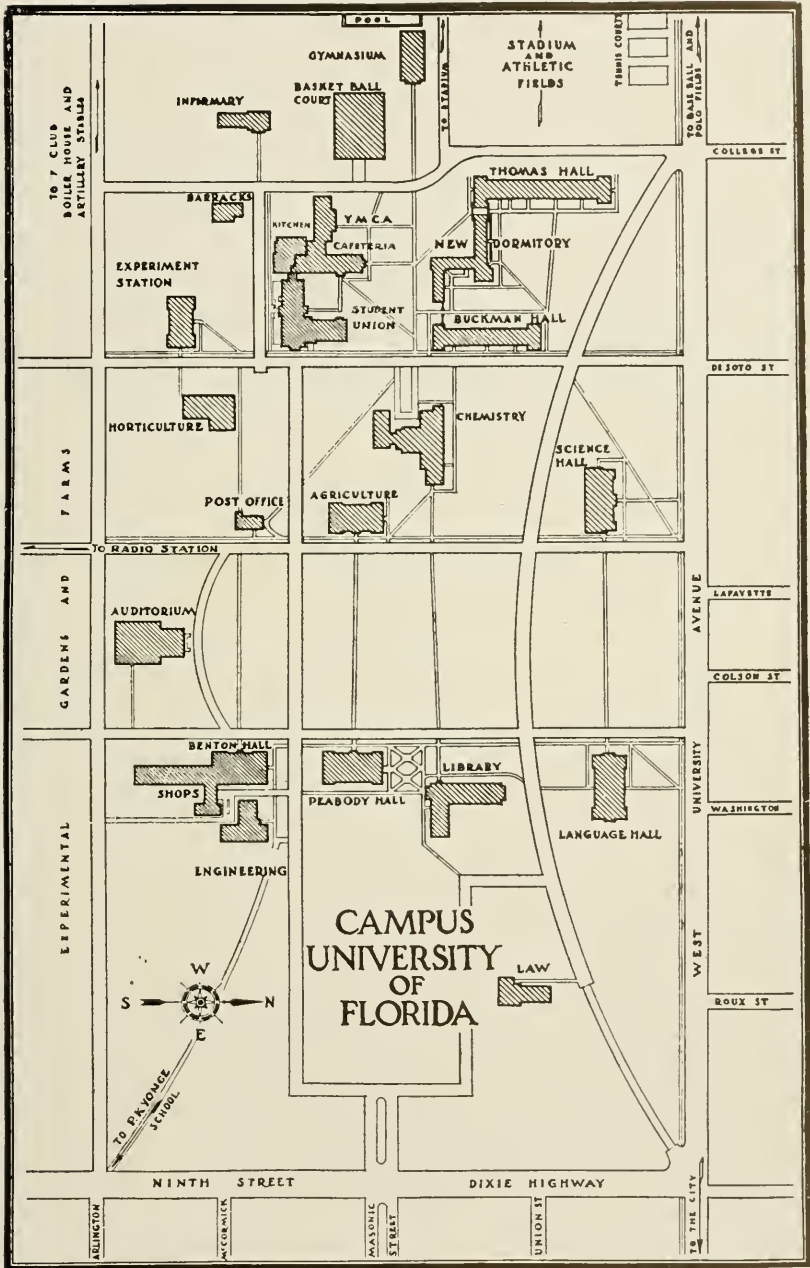 POOL
GYMNASIUM
STADIUM
AND
ATHLETIC
FIELDS
TENNIS COURTS
TO STADIUM
TO BASE BALL AND
POLO FIELDS
TO F CLUB
BOILER HOUSE AND
ARTILLERY STABLES
INFIRMARY
BASKET BALL
COURT
COLLEGE ST
THOMAS HALL
BARRACKS
KITCHEN
YMCA
CAFETERIA
NEW DORMITORY
EXPERIMENT
STATION
STUDENT
UNION
BUCKMAN HALL
DESOTO ST
HORTICULTURE
CHEMISTRY
SCIENCE
HALL
POST OFFICE
AGRICULTURE
TO RADIO STATION
LAFAYETTE
AUDITORIUM
COLSON ST
EXPERIMENTAL GARDENS AND FARMS
WEST UNIVERSITY AVENUE
BENTON HALL
SHOPS
PEABODY HALL
LIBRARY
LANGUAGE HALL
WASHINGTON
ENGINEERING
CAMPUS
UNIVERSITY
OF
FLORIDA
LAW
W
S N
E
ROUX ST
TO P.K YONGE
SCHOOL
NINTH STREET DIXIE HIGHWAY
ARLINGTON
MCCORMICK
MASONIC
STREET
UNION ST
TO THE CITY